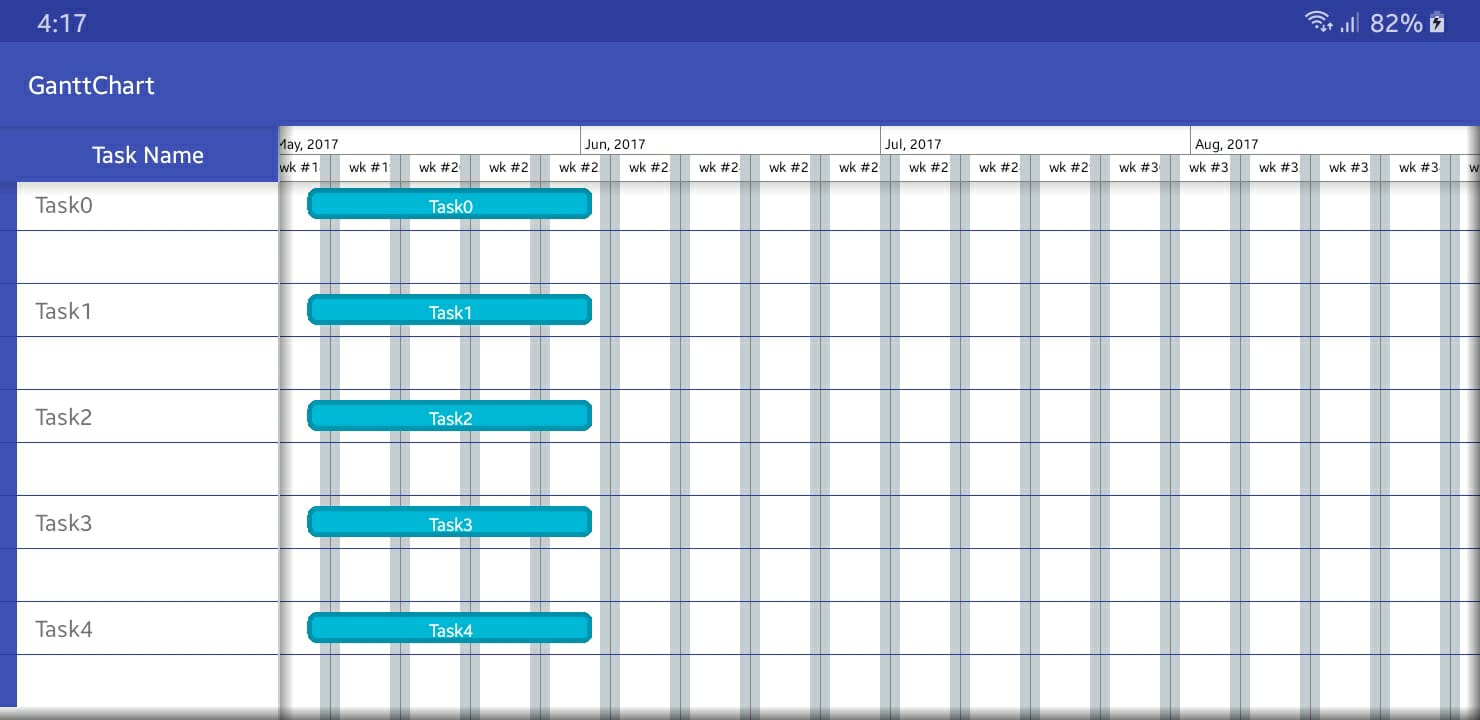 4:17 82%
GanttChart
Task Name
May, 2017 Jun, 2017 Jul, 2017 Aug, 2017
wk #1 wk #1 wk #2 wk #2 wk #2 wk #2 wk #2 wk #2 wk #2 wk #2 wk #2 wk #2 wk #3 wk #3 wk #3 wk #3 wk #3
Task0 Task0
Task1 Task1
Task2 Task2
Task3 Task3
Task4 Task4